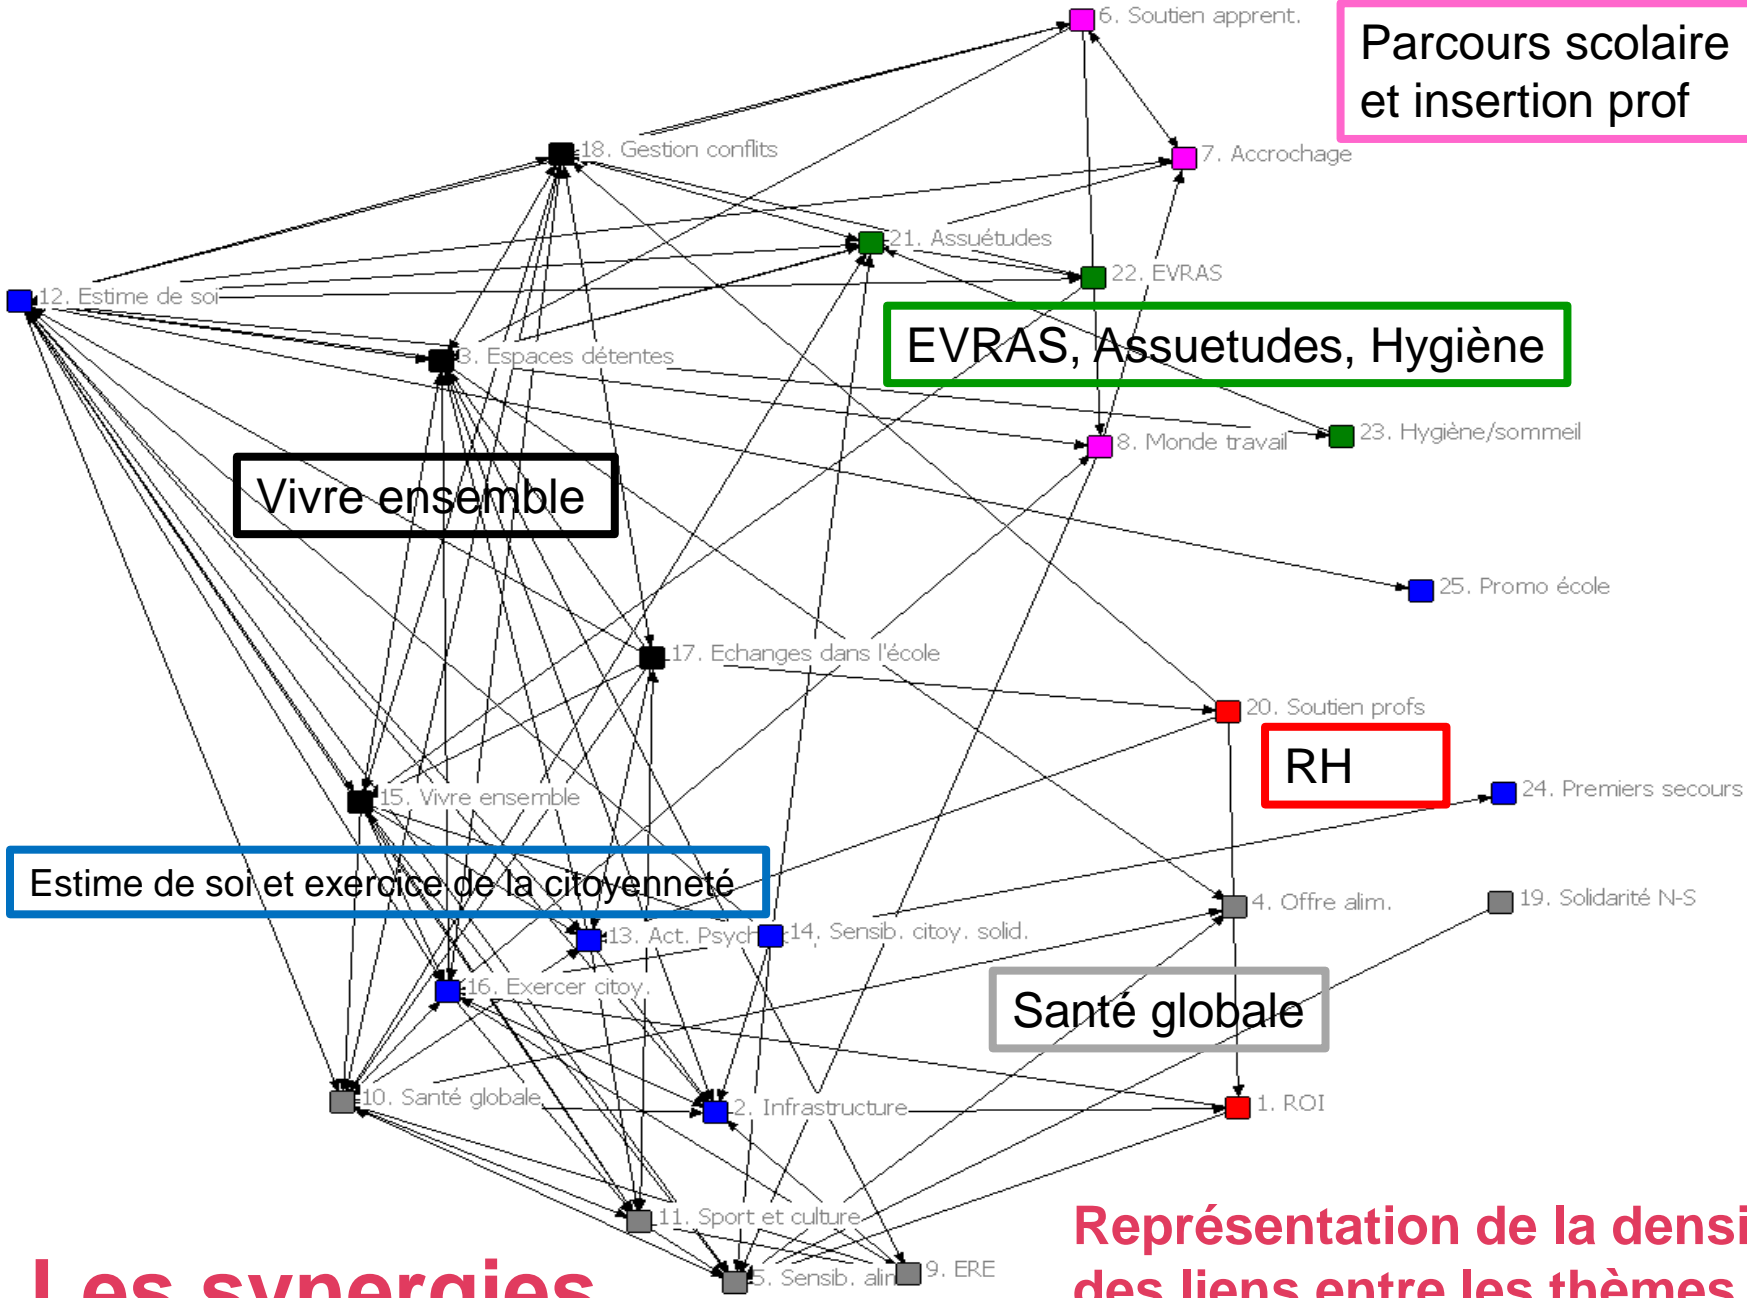 6. Soutien apprent.
Parcours scolaire
et insertion prof
18. Gestion conflits
7. Accrochage
21. Assuétudes
22. EVRAS
12. Estime de soi
EVRAS, Assuetudes, Hygiène
3. Espaces détentes
23. Hygiène/sommeil
8. Monde travail
Vivre ensemble
25. Promo école
17. Echanges dans l'école
20. Soutien profs
RH
15. Vivre ensemble
24. Premiers secours
Estime de soi et exercice de la citoyenneté
4. Offre alim.
19. Solidarité N-S
13. Act. Psych
14. Sensib. citoy. solid.
16. Exercer citoy.
Santé globale
10. Santé globale
2. Infrastructure
1. ROI
11. Sport et culture
5. Sensib. alim
9. ERE
Représentation de la densi
des liens entre les thèmes
Les synergies